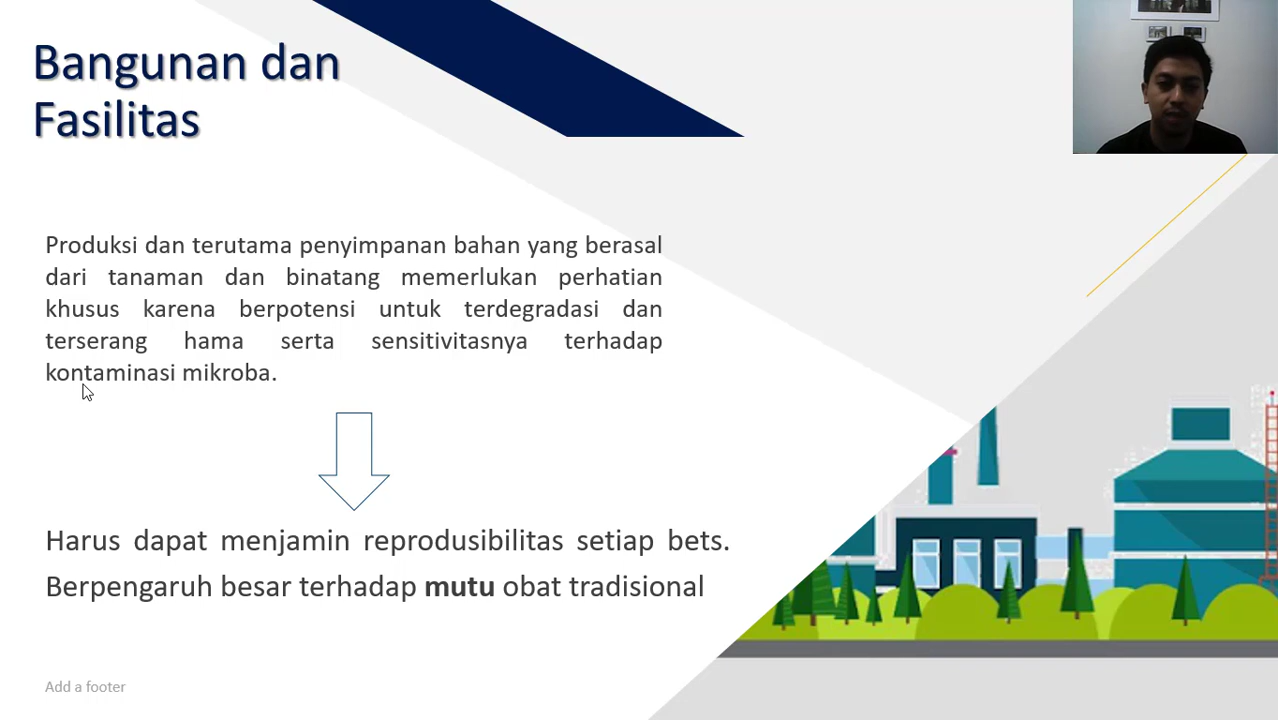 Bangunan dan
Fasilitas
Produksi dan terutama penyimpanan bahan yang berasal
dari tanaman dan binatang memerlukan perhatian
khusus karena berpotensi untuk terdegradasi dan
terserang hama serta sensitivitasnya terhadap
kontaminasi mikroba.
Harus dapat menjamin reprodusibilitas setiap bets.
Berpengaruh besar terhadap mutu obat tradisional
Add a footer